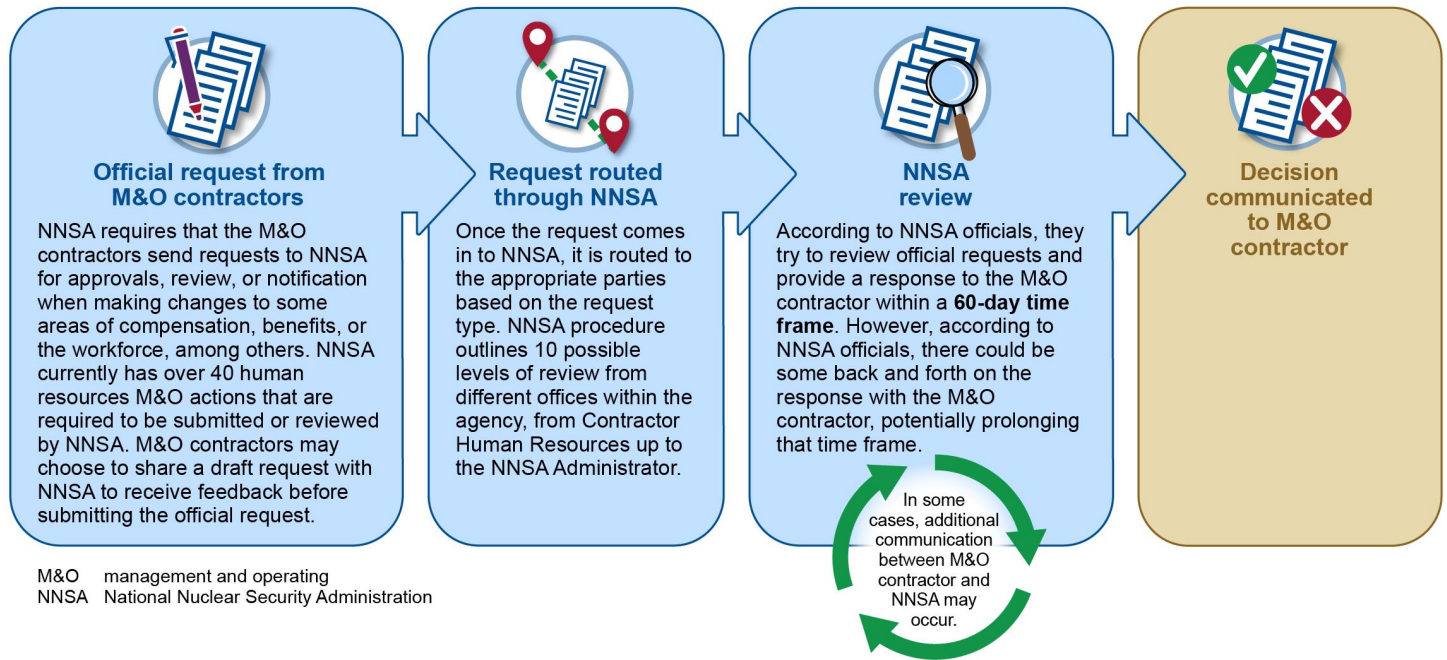 Official request from
M&O contractors
NNSA requires that the M&O
contractors send requests to NNSA
for approvals, review, or notification
when making changes to some
areas of compensation, benefits, or
the workforce, among others. NNSA
currently has over 40 human
resources M&O actions that are
required to be submitted or reviewed
by NNSA. M&O contractors may
choose to share a draft request with
NNSA to receive feedback before
submitting the official request.
Request routed
through NNSA
Once the request comes
in to NNSA, it is routed to
the appropriate parties
based on the request
type. NNSA procedure
outlines 10 possible
levels of review from
different offices within the
agency, from Contractor
Human Resources up to
the NNSA Administrator.
NNSA
review
According to NNSA officials, they
try to review official requests and
provide a response to the M&O
contractor within a 60-day time
frame. However, according to
NNSA officials, there could be
some back and forth on the
response with the M&O
contractor, potentially prolonging
that time frame.
In some
cases, additional
communication
between M&O
contractor and
NNSA may
occur.
Decision
communicated
to M&O
contractor
M&O management and operating
NNSA National Nuclear Security Administration